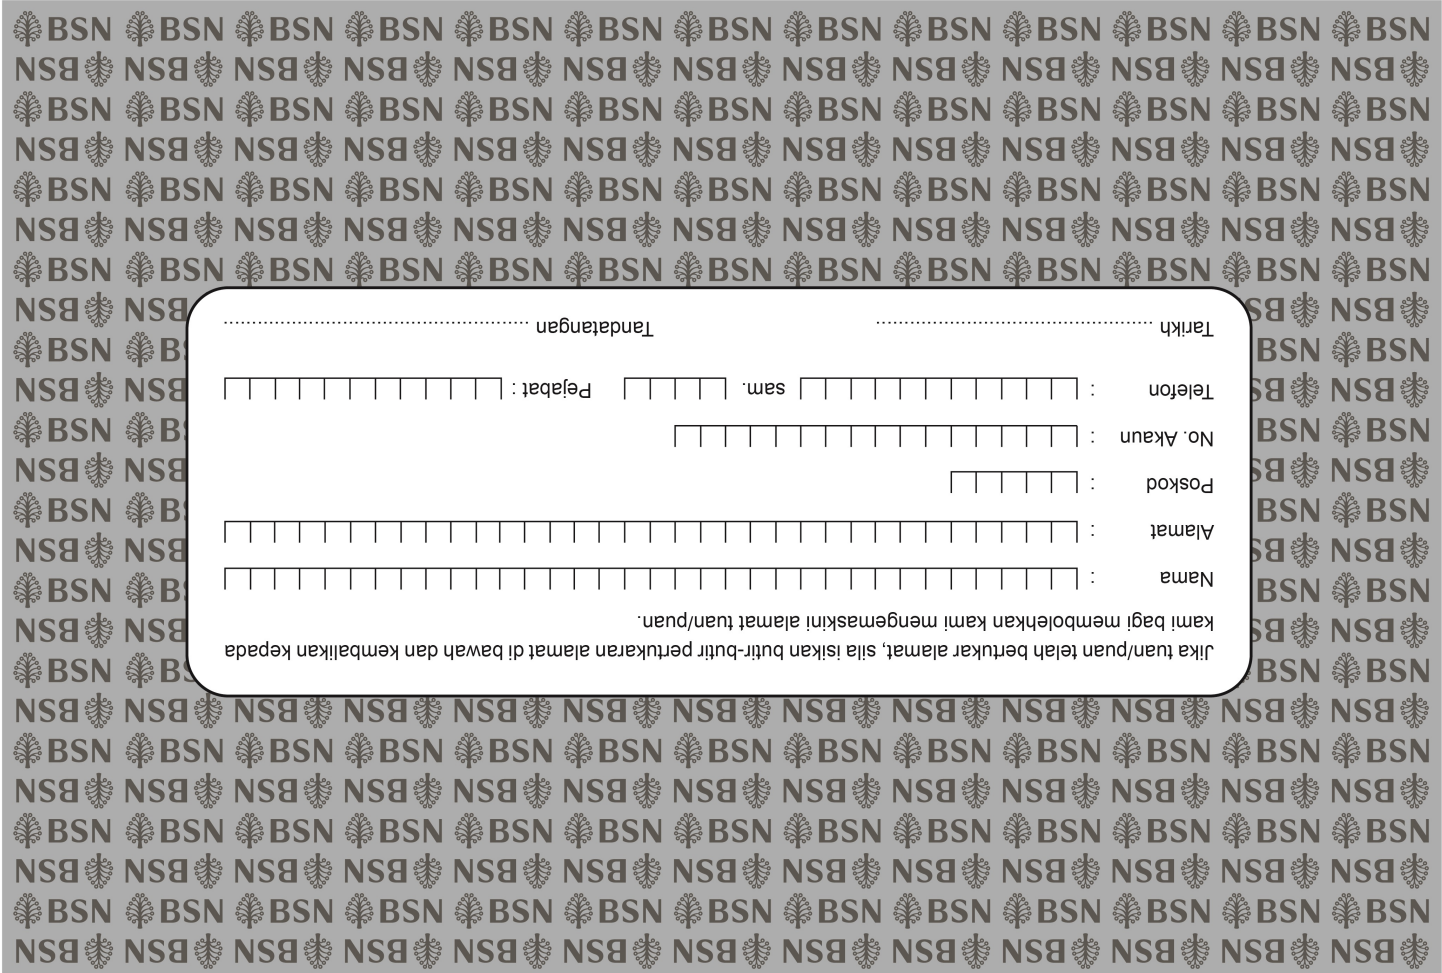 BSN
Jika tuan/puan telah bertukar alamat, sila isikan butir-butir pertukaran alamat di bawah dan kembalikan kepada
kami bagi membolehkan kami mengemaskini alamat tuan/puan.
Nama :
Alamat :
Poskod :
No. Akaun :
Telefon : sam. Pejabat :
Tarikh ................................................ Tandatangan .....................................................